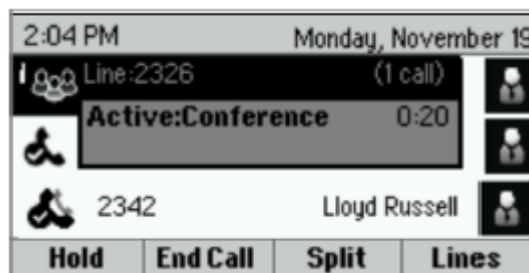 2:04 PM Monday, November 19
Line:2326 (1 call)
Active:Conference 0:20
2342 Lloyd Russell
Hold End Call Split Lines